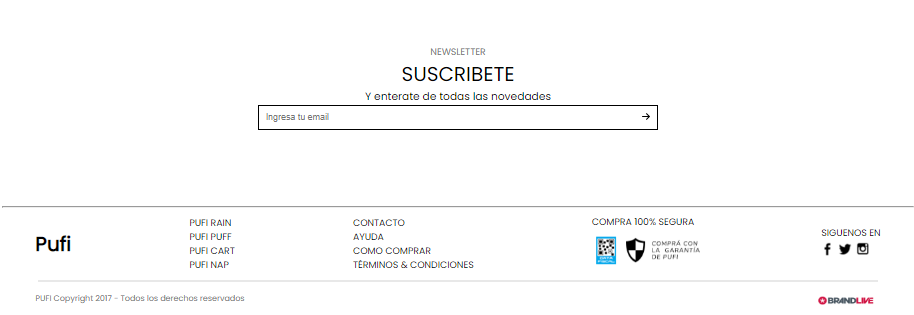 NEWSLETTER
SUSCRIBETE
Y enterate de todas las novedades
Ingresa tu email
Pufi
PUFI RAIN
PUFI PUFF
PUFI CART
PUFI NAP
CONTACTO
AYUDA
COMO COMPRAR
TÉRMINOS & CONDICIONES
COMPRA 100% SEGURA
COMPRÁ CON
LA GARANTÍA
DE PUFI
SIGUENOS EN
PUFI Copyright 2017 - Todos los derechos reservados
BRANDLIVE